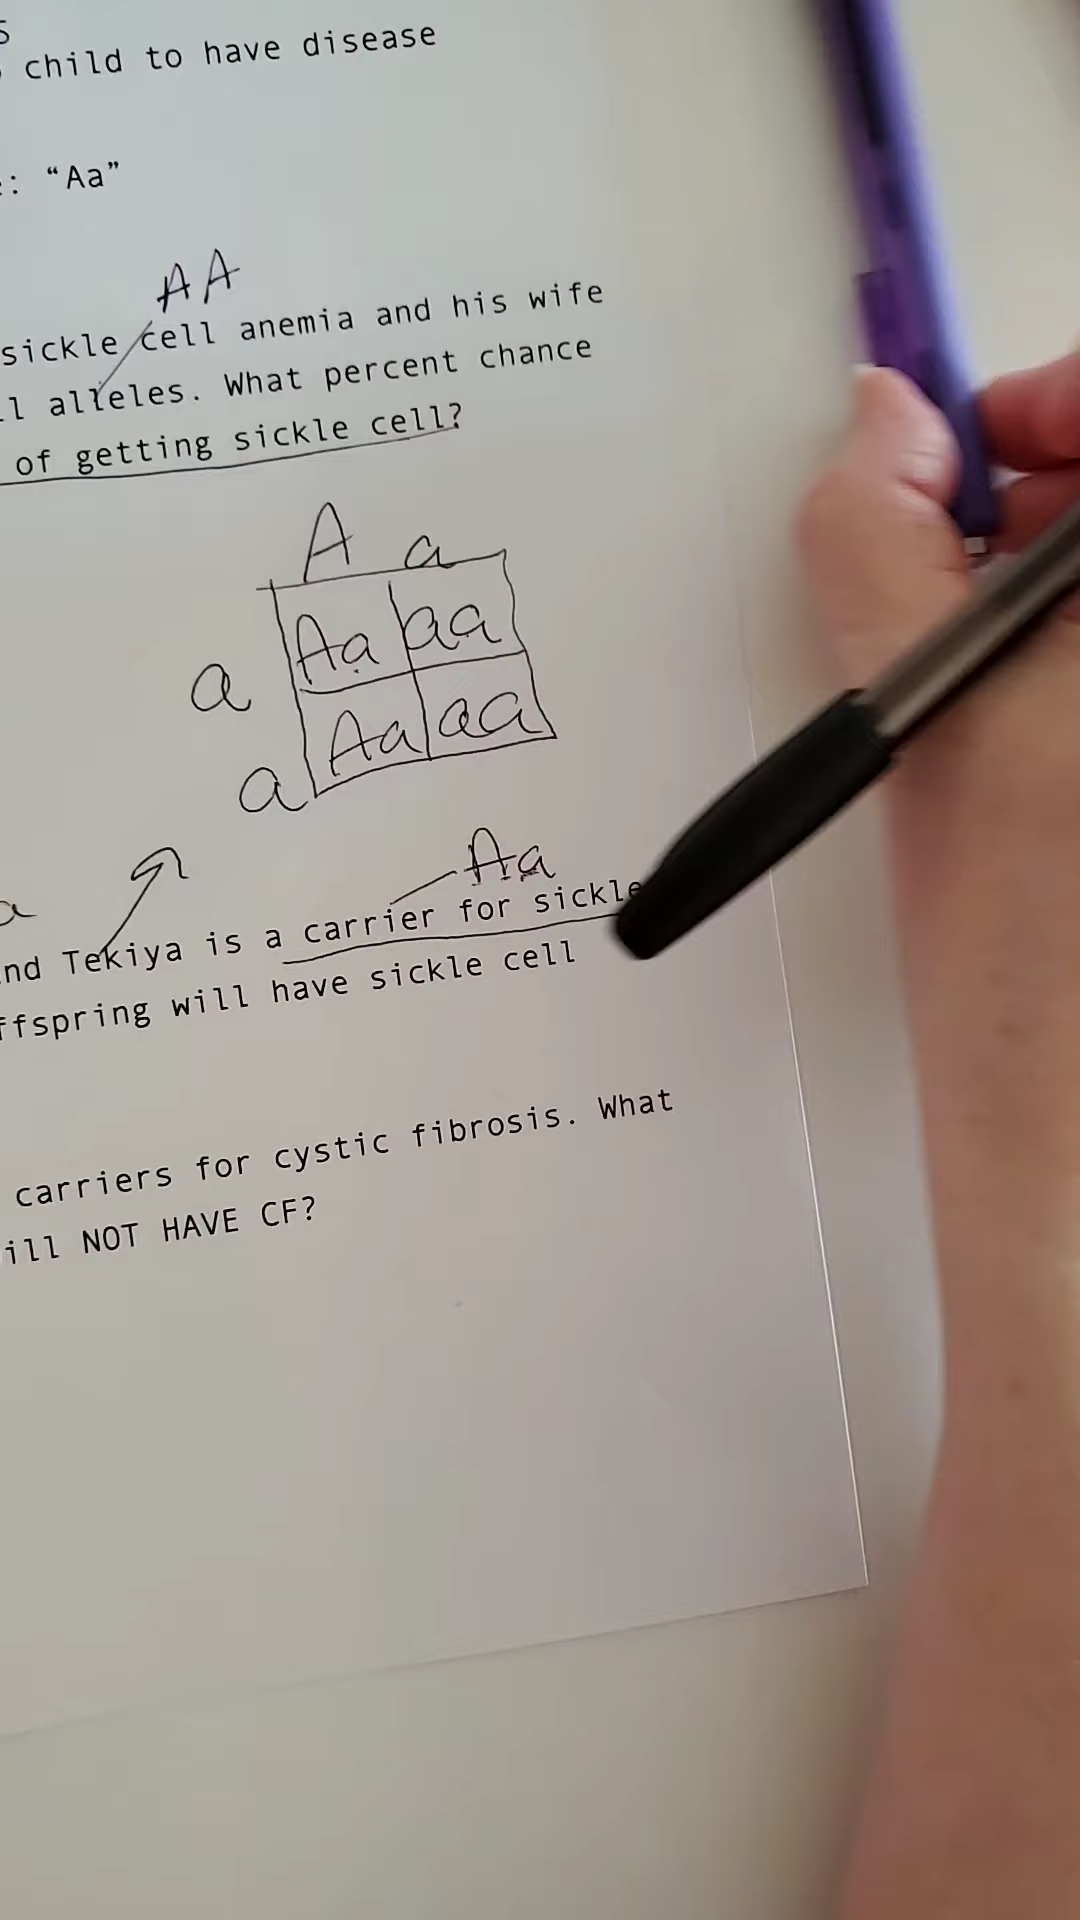 child to have disease
: "Aa"
AA
sickle cell anemia and his wife
ll alleles. What percent chance
of getting sickle cell?
A a
a Aa aa
a Aa aa
Aa
a
nd Tekiya is a carrier for sickle
ffspring will have sickle cell
carriers for cystic fibrosis. What
ill NOT HAVE CF?